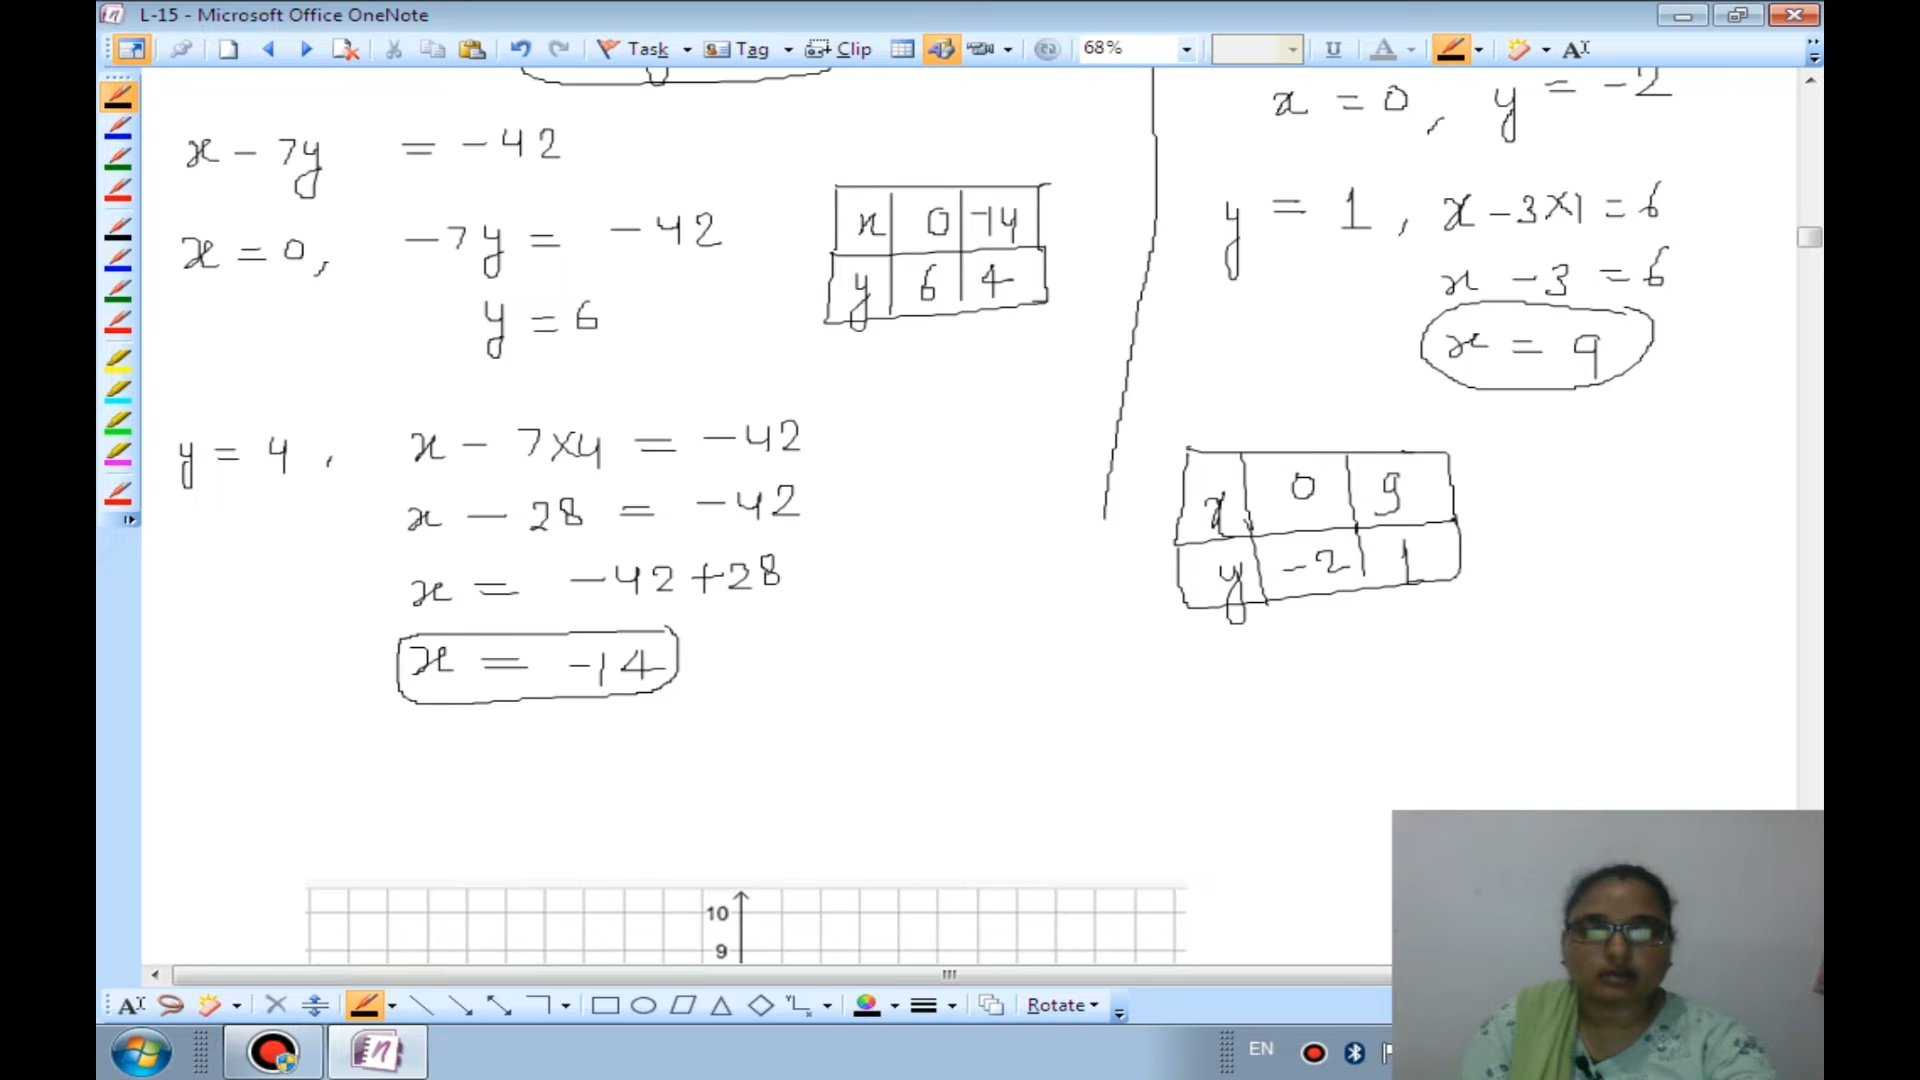 L-15 - Microsoft Office OneNote
Task Tag Clip 68% U A A
x - 7y = -42
x = 0, -7y = -42
y = 6
x 0 -14
y 6 4
y = 4, x - 7×4 = -42
x - 28 = -42
x = -42 + 28
x = -14
x = 0, y = -2
y = 1, x - 3×1 = 6
x - 3 = 6
x = 9
x 0 9
y -2 1
10
9
A Rotate
EN